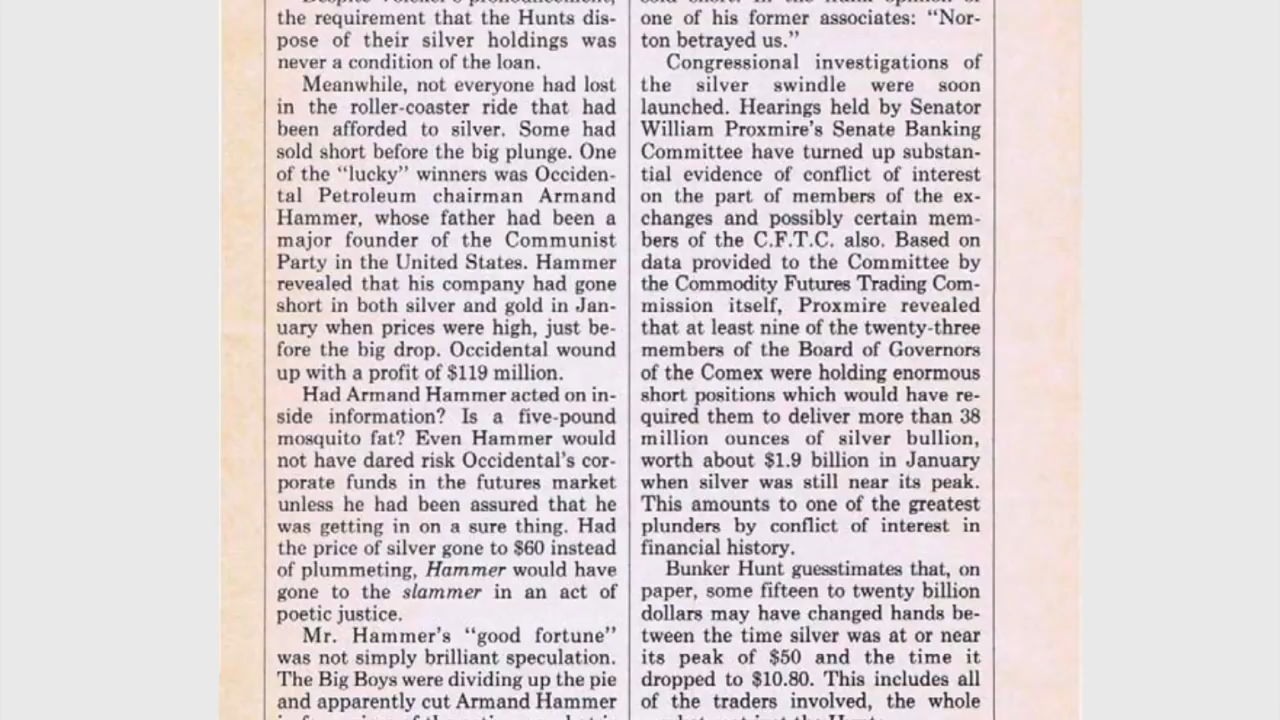 Despite Volcker's pronouncement,
the requirement that the Hunts dis-
pose of their silver holdings was
never a condition of the loan.
Meanwhile, not everyone had lost
in the roller-coaster ride that had
been afforded to silver. Some had
sold short before the big plunge. One
of the “lucky” winners was Occiden-
tal Petroleum chairman Armand
Hammer, whose father had been a
major founder of the Communist
Party in the United States. Hammer
revealed that his company had gone
short in both silver and gold in Jan-
uary when prices were high, just be-
fore the big drop. Occidental wound
up with a profit of $119 million.
Had Armand Hammer acted on in-
side information? Is a five-pound
mosquito fat? Even Hammer would
not have dared risk Occidental's cor-
porate funds in the futures market
unless he had been assured that he
was getting in on a sure thing. Had
the price of silver gone to $60 instead
of plummeting, Hammer would have
gone to the slammer in an act of
poetic justice.
Mr. Hammer's “good fortune”
was not simply brilliant speculation.
The Big Boys were dividing up the pie
and apparently cut Armand Hammer
sold short. In the frank opinion of
one of his former associates: “Nor-
ton betrayed us.”
Congressional investigations of
the silver swindle were soon
launched. Hearings held by Senator
William Proxmire's Senate Banking
Committee have turned up substan-
tial evidence of conflict of interest
on the part of members of the ex-
changes and possibly certain mem-
bers of the C.F.T.C. also. Based on
data provided to the Committee by
the Commodity Futures Trading Com-
mission itself, Proxmire revealed
that at least nine of the twenty-three
members of the Board of Governors
of the Comex were holding enormous
short positions which would have re-
quired them to deliver more than 38
million ounces of silver bullion,
worth about $1.9 billion in January
when silver was still near its peak.
This amounts to one of the greatest
plunders by conflict of interest in
financial history.
Bunker Hunt guesstimates that, on
paper, some fifteen to twenty billion
dollars may have changed hands be-
tween the time silver was at or near
its peak of $50 and the time it
dropped to $10.80. This includes all
of the traders involved, the whole